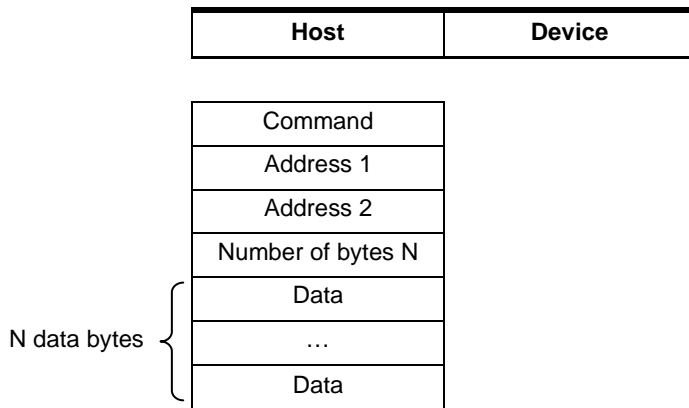 Host Device
Command
Address 1
Address 2
Number of bytes N
Data
N data bytes
…
Data